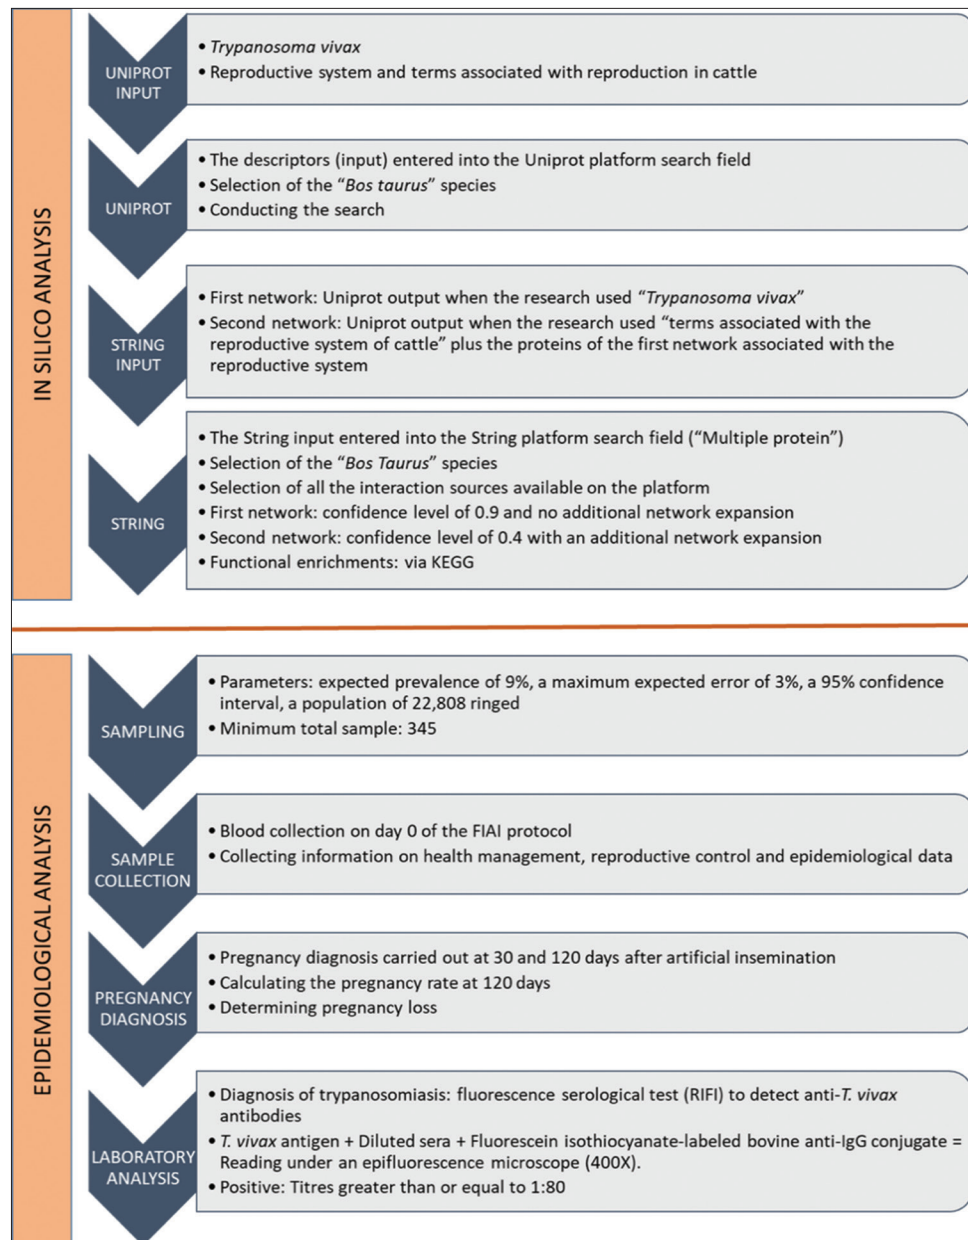 IN SILICO ANALYSIS
UNIPROT
INPUT
• Trypanosoma vivax
• Reproductive system and terms associated with reproduction in cattle
UNIPROT
• The descriptors (input) entered into the Uniprot platform search field
• Selection of the “Bos taurus” species
• Conducting the search
STRING
INPUT
• First network: Uniprot output when the research used “Trypanosoma vivax”
• Second network: Uniprot output when the research used “terms associated with the
reproductive system of cattle” plus the proteins of the first network associated with the
reproductive system
STRING
• The String input entered into the String platform search field (“Multiple protein”)
• Selection of the “Bos Taurus” species
• Selection of all the interaction sources available on the platform
• First network: confidence level of 0.9 and no additional network expansion
• Second network: confidence level of 0.4 with an additional network expansion
• Functional enrichments: via KEGG
EPIDEMIOLOGICAL ANALYSIS
SAMPLING
• Parameters: expected prevalence of 9%, a maximum expected error of 3%, a 95% confidence
interval, a population of 22,808 ringed
• Minimum total sample: 345
SAMPLE
COLLECTION
• Blood collection on day 0 of the FIAI protocol
• Collecting information on health management, reproductive control and epidemiological data
PREGNANCY
DIAGNOSIS
• Pregnancy diagnosis carried out at 30 and 120 days after artificial insemination
• Calculating the pregnancy rate at 120 days
• Determining pregnancy loss
LABORATORY
ANALYSIS
• Diagnosis of trypanosomiasis: fluorescence serological test (RIFI) to detect anti-T. vivax
antibodies
• T. vivax antigen + Diluted sera + Fluorescein isothiocyanate-labeled bovine anti-IgG conjugate =
Reading under an epifluorescence microscope (400X).
• Positive: Titres greater than or equal to 1:80